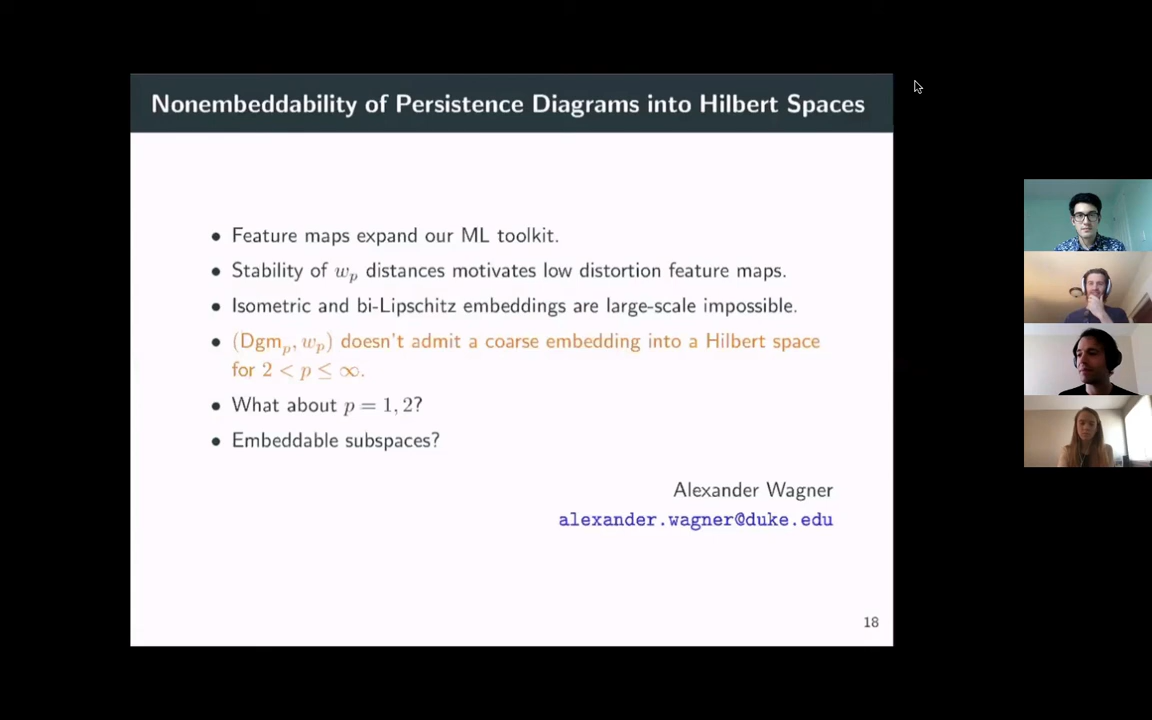 Nonembeddability of Persistence Diagrams into Hilbert Spaces
• Feature maps expand our ML toolkit.
• Stability of w_p distances motivates low distortion feature maps.
• Isometric and bi-Lipschitz embeddings are large-scale impossible.
• (Dgm_p, w_p) doesn't admit a coarse embedding into a Hilbert space
for 2 < p ≤ ∞.
• What about p = 1, 2?
• Embeddable subspaces?
Alexander Wagner
alexander.wagner@duke.edu
18